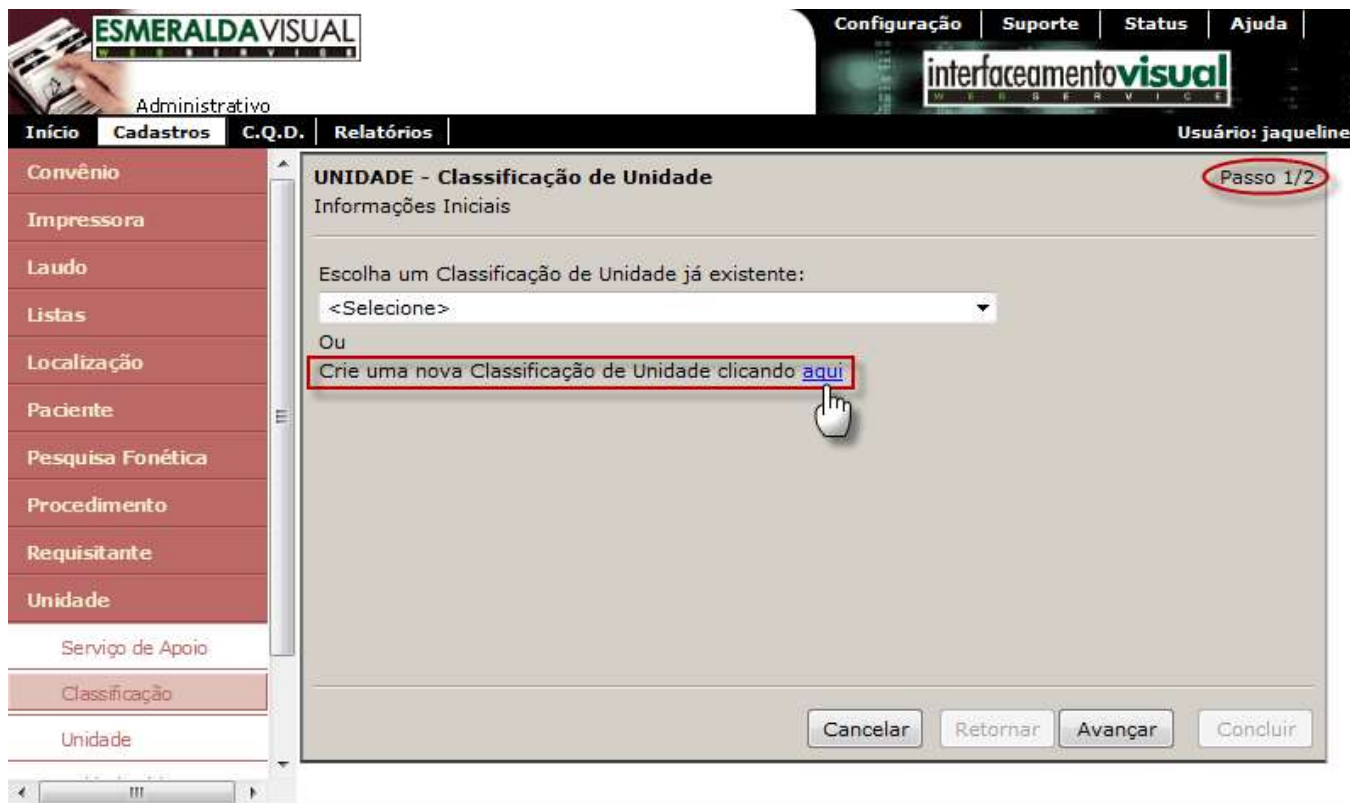 ESMERALDAVISUAL
WEBSERVICE
Administrativo
Configuração
Suporte
Status
Ajuda
interfaceamentovisual
WEBSERVICE
Início
Cadastros
C.Q.D.
Relatórios
Usuário: jaqueline
Convênio
Impressora
Laudo
Listas
Localização
Paciente
Pesquisa Fonética
Procedimento
Requisitante
Unidade
Serviço de Apoio
Classificação
Unidade
UNIDADE - Classificação de Unidade
Passo 1/2
Informações Iniciais
Escolha um Classificação de Unidade já existente:
<Selecione>
Ou
Crie uma nova Classificação de Unidade clicando aqui
Cancelar
Retornar
Avançar
Concluir